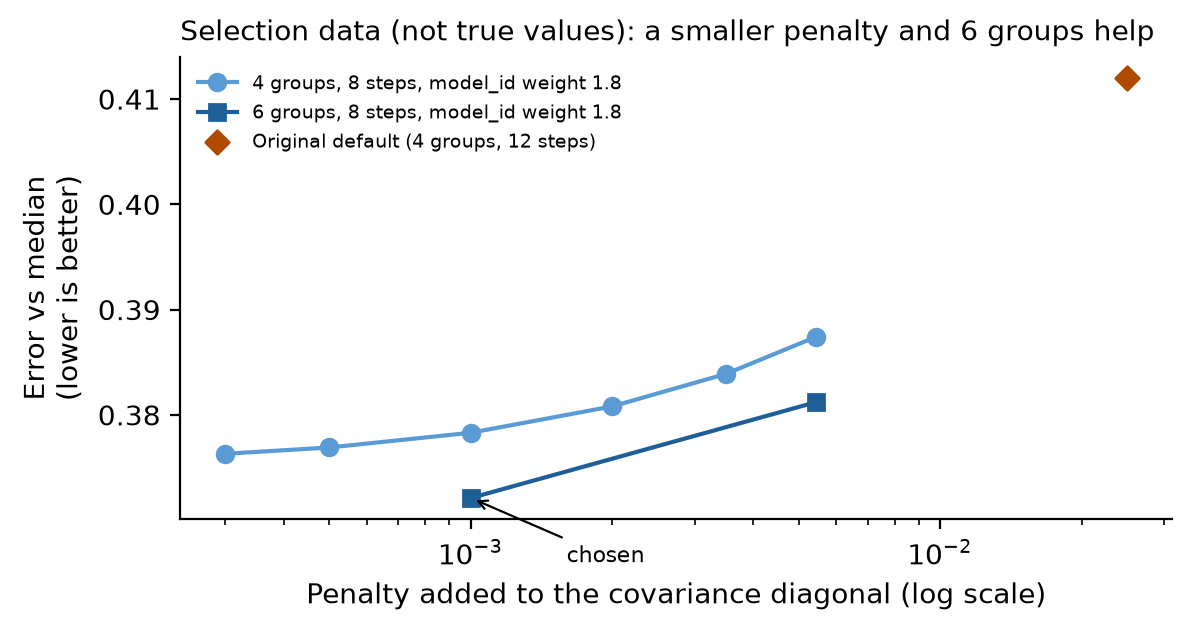 Selection data (not true values): a smaller penalty and 6 groups help
4 groups, 8 steps, model_id weight 1.8
6 groups, 8 steps, model_id weight 1.8
Original default (4 groups, 12 steps)
Error vs median
(lower is better)
0.41
0.40
0.39
0.38
chosen
10⁻³
10⁻²
Penalty added to the covariance diagonal (log scale)